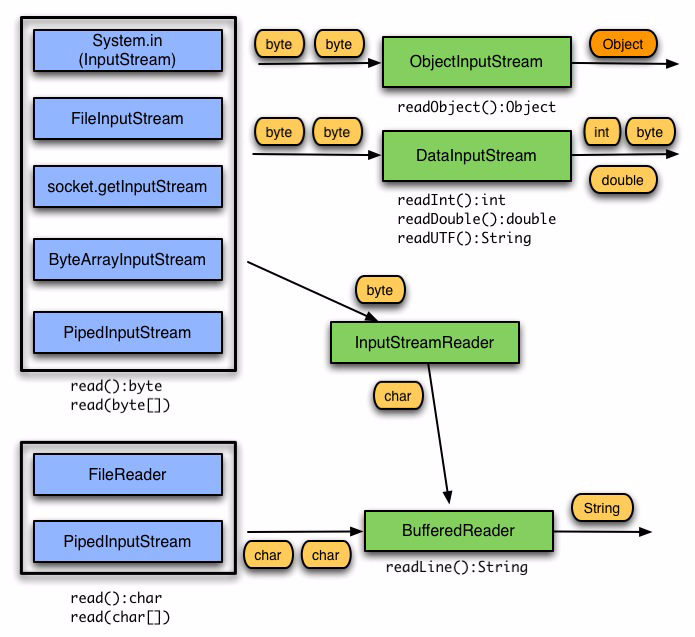 System.in
(InputStream)
FileInputStream
socket.getInputStream
ByteArrayInputStream
PipedInputStream
read():byte
read(byte[])
byte
byte
ObjectInputStream
Object
readObject():Object
byte
byte
DataInputStream
int
byte
double
readInt():int
readDouble():double
readUTF():String
byte
InputStreamReader
char
FileReader
PipedInputStream
read():char
read(char[])
char
char
BufferedReader
String
readLine():String